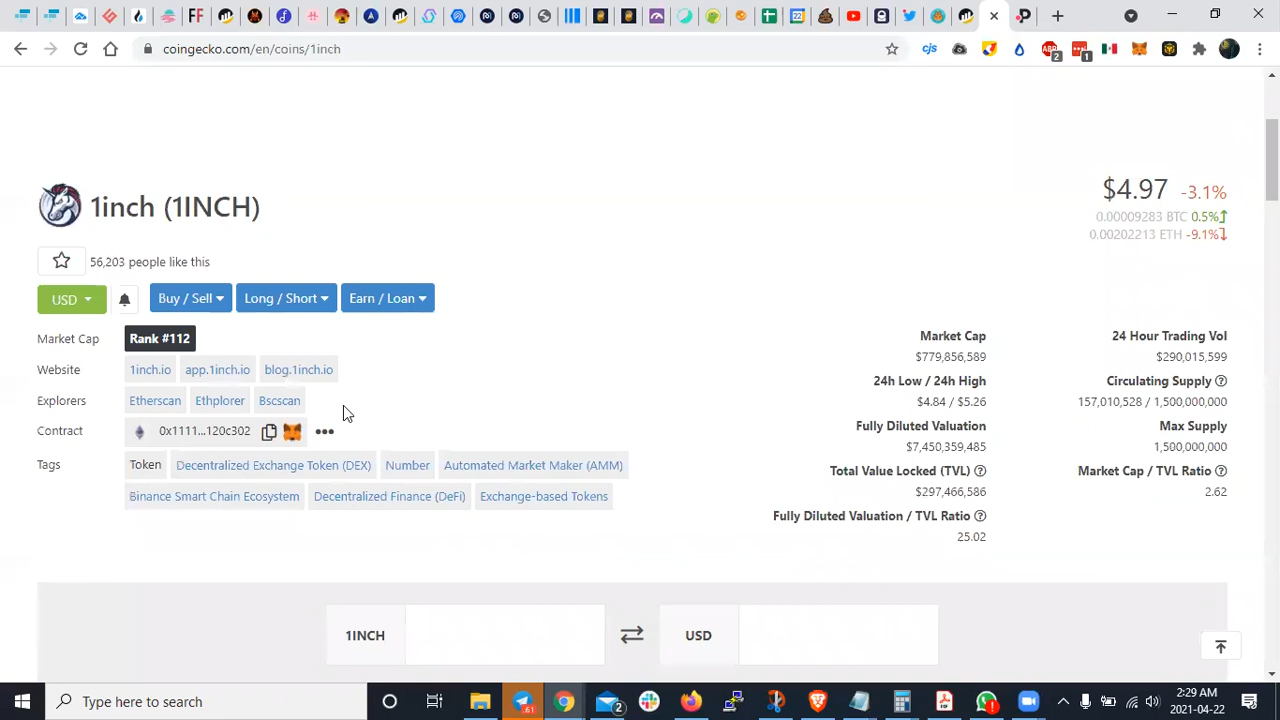 coingecko.com/en/coins/1inch
1inch (1INCH)
$4.97 -3.1%
0.00009283 BTC 0.5%
0.00202213 ETH -9.1%
56,203 people like this
USD
Buy / Sell
Long / Short
Earn / Loan
Market Cap Rank #112
Website 1inch.io app.1inch.io blog.1inch.io
Explorers Etherscan Ethplorer Bscscan
Contract 0x1111...120c302
Tags Token Decentralized Exchange Token (DEX) Number Automated Market Maker (AMM)
Binance Smart Chain Ecosystem Decentralized Finance (DeFi) Exchange-based Tokens
Market Cap
$779,856,589
24h Low / 24h High
$4.84 / $5.26
Fully Diluted Valuation
$7,450,359,485
Total Value Locked (TVL)
$297,466,586
Fully Diluted Valuation / TVL Ratio
25.02
24 Hour Trading Vol
$290,015,599
Circulating Supply
157,010,528 / 1,500,000,000
Max Supply
1,500,000,000
Market Cap / TVL Ratio
2.62
1INCH
USD
Type here to search
2:29 AM
2021-04-22